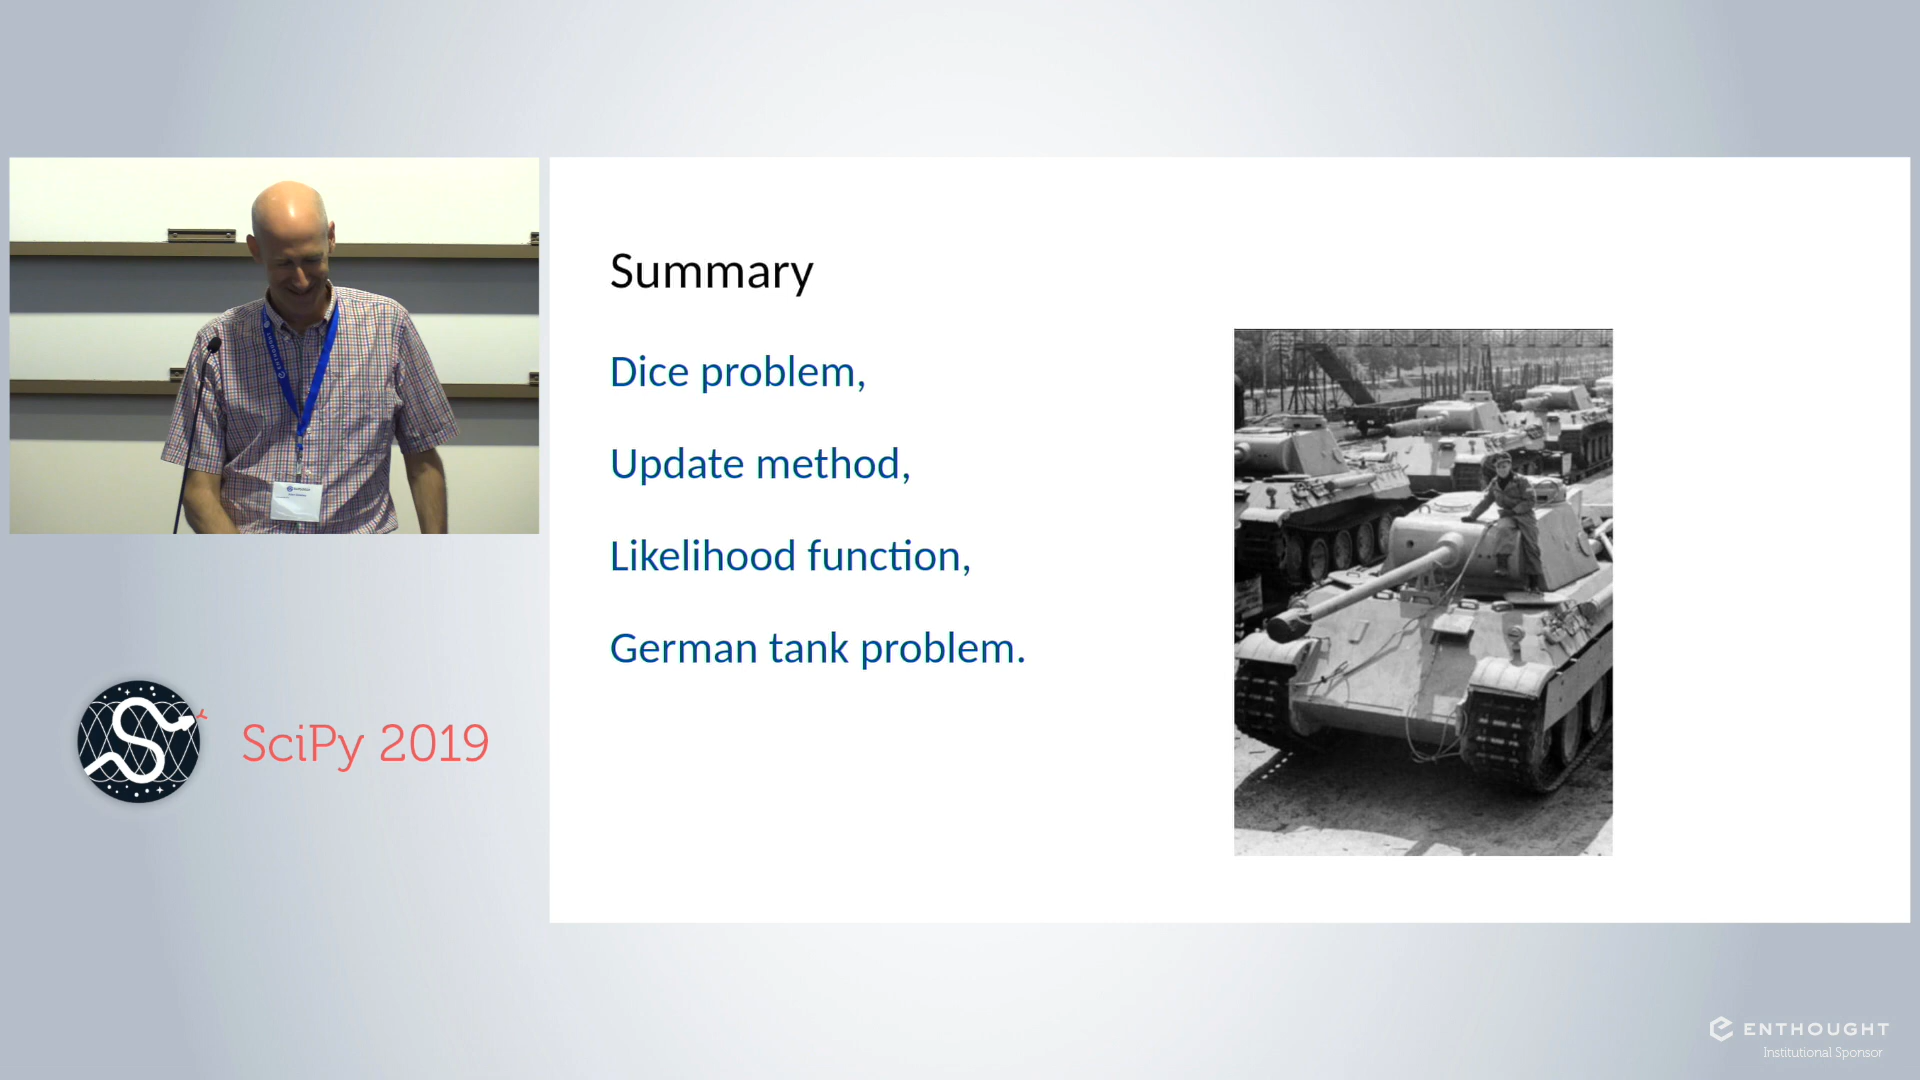 Summary
Dice problem,
Update method,
Likelihood function,
German tank problem.
SciPy 2019
ENTHOUGHT
Institutional Sponsor